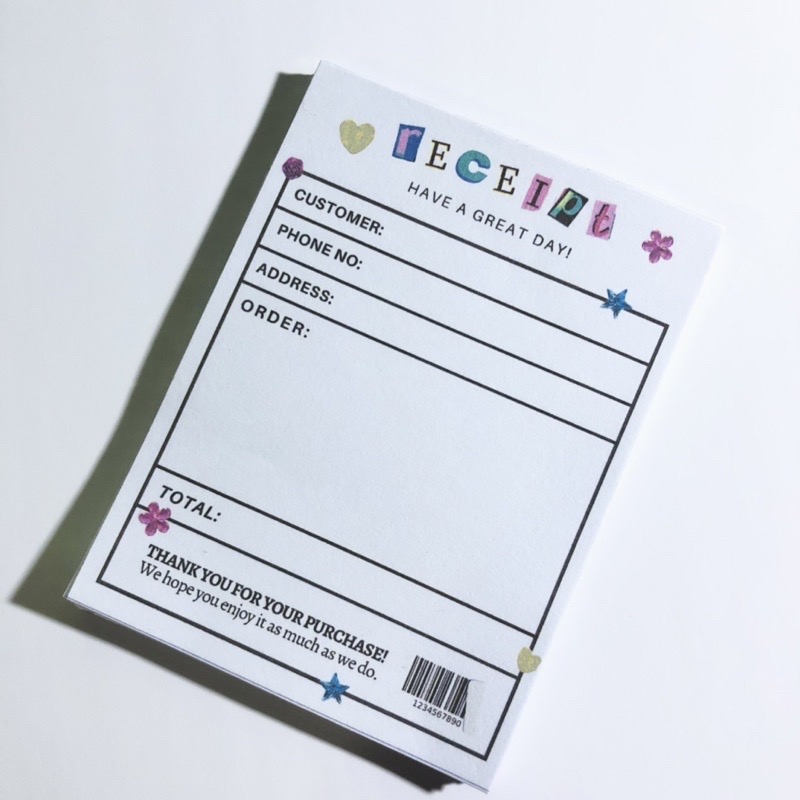 rECEIpt
HAVE A GREAT DAY!
CUSTOMER:
PHONE NO:
ADDRESS:
ORDER:
TOTAL:
THANK YOU FOR YOUR PURCHASE!
We hope you enjoy it as much as we do.
1234567890